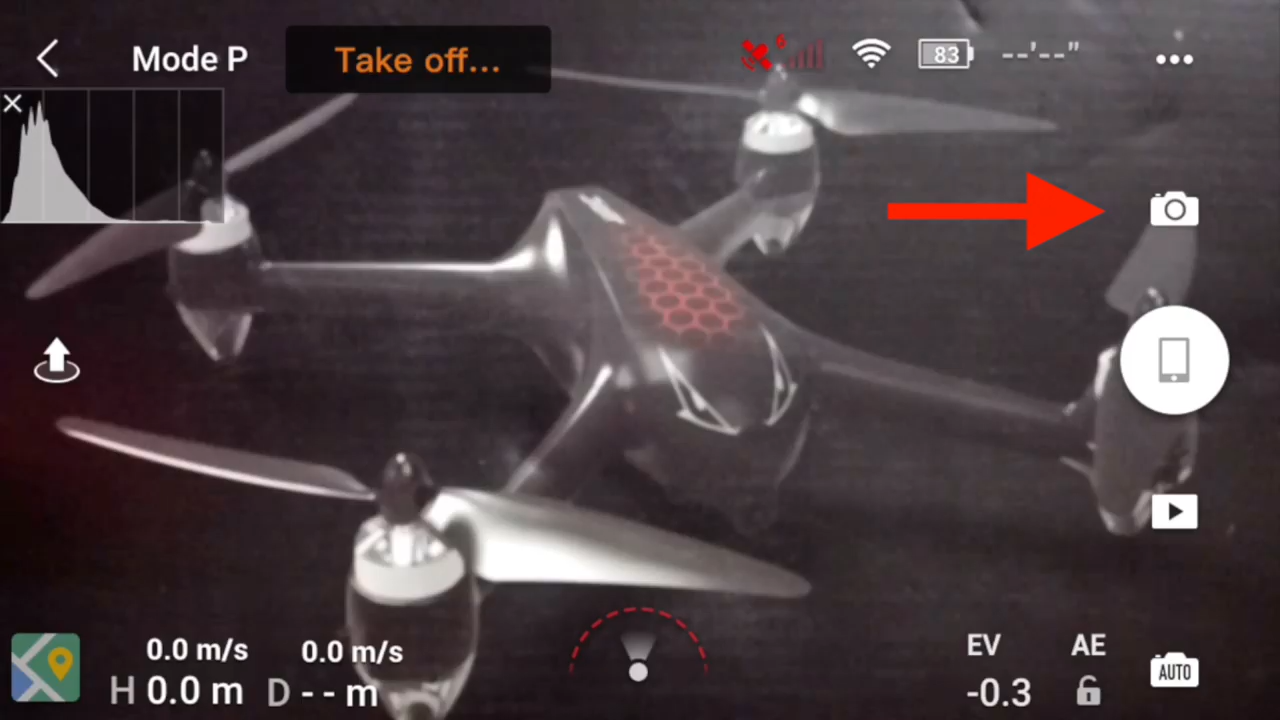 Mode P
Take off...
83
--'--"
0.0 m/s 0.0 m/s
H 0.0 m D -- m
EV AE
-0.3
AUTO